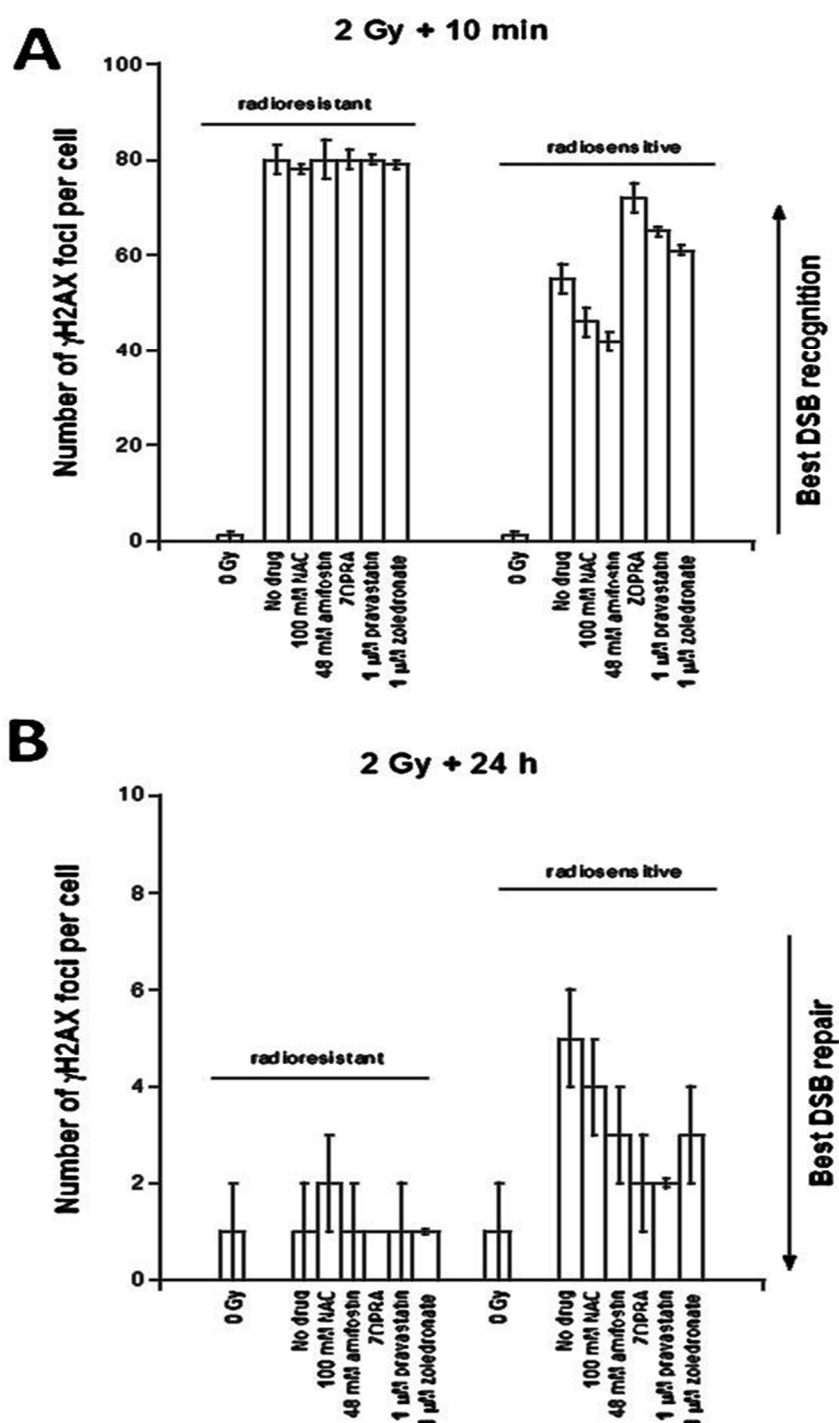 A
2 Gy + 10 min
Number of γH2AX foci per cell
100
80
60
40
20
0
radioresistant
radiosensitive
Best DSB recognition
0 Gy
No drug
100 mM NAC
48 mM amifostin
ZOPRA
1 µM pravastatin
1 µM zoledronate
0 Gy
No drug
100 mM NAC
48 mM amifostin
ZOPRA
1 µM pravastatin
1 µM zoledronate
B
2 Gy + 24 h
Number of γH2AX foci per cell
10
8
6
4
2
0
radioresistant
radiosensitive
Best DSB repair
0 Gy
No drug
100 mM NAC
48 mM amifostin
ZOPRA
1 µM pravastatin
1 µM zoledronate
0 Gy
No drug
100 mM NAC
48 mM amifostin
ZOPRA
1 µM pravastatin
1 µM zoledronate